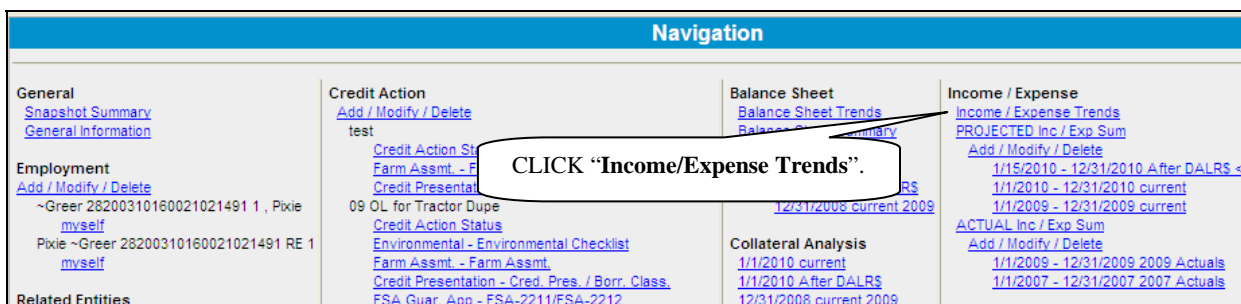 Navigation
General
Snapshot Summary
General Information
Employment
Add / Modify / Delete
~Greer 28200310160021021491 1 , Pixie
myself
Pixie ~Greer 28200310160021021491 RE 1
myself
Related Entities
Credit Action
Add / Modify / Delete
test
Credit Action Sta
Farm Assmt. - F
Credit Presentat
09 OL for Tractor Dupe
Credit Action Status
Environmental - Environmental Checklist
Farm Assmt. - Farm Assmt.
Credit Presentation - Cred. Pres. / Borr. Class.
FSA Guar. App - FSA-2211/FSA-2212
CLICK “Income/Expense Trends”.
Balance Sheet
Balance Sheet Trends
R$
12/31/2008 current 2009
Collateral Analysis
1/1/2010 current
1/1/2010 After DALR$
12/31/2008 current 2009
Income / Expense
Income / Expense Trends
PROJECTED Inc / Exp Sum
Add / Modify / Delete
1/15/2010 - 12/31/2010 After DALR$ <
1/1/2010 - 12/31/2010 current
1/1/2009 - 12/31/2009 current
ACTUAL Inc / Exp Sum
Add / Modify / Delete
1/1/2009 - 12/31/2009 2009 Actuals
1/1/2007 - 12/31/2007 2007 Actuals